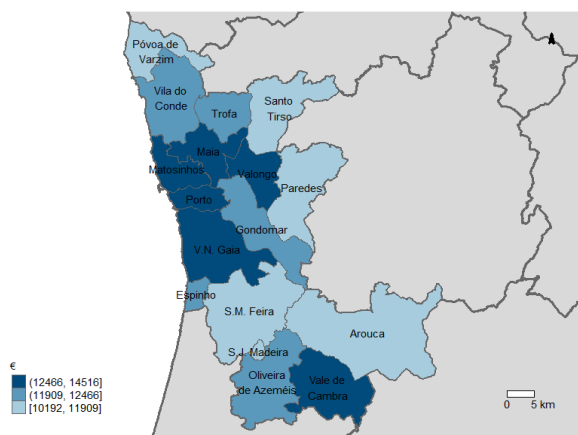 Póvoa de
Varzim
Vila do
Conde
Trofa
Santo
Tirso
Maia
Matosinhos
Valongo
Paredes
Porto
Gondomar
V.N. Gaia
Espinho
S.M. Feira
Arouca
S.J. Madeira
Oliveira
de Azeméis
Vale de
Cambra
€
(12466, 14516]
(11909, 12466]
[10192, 11909]
0 5 km